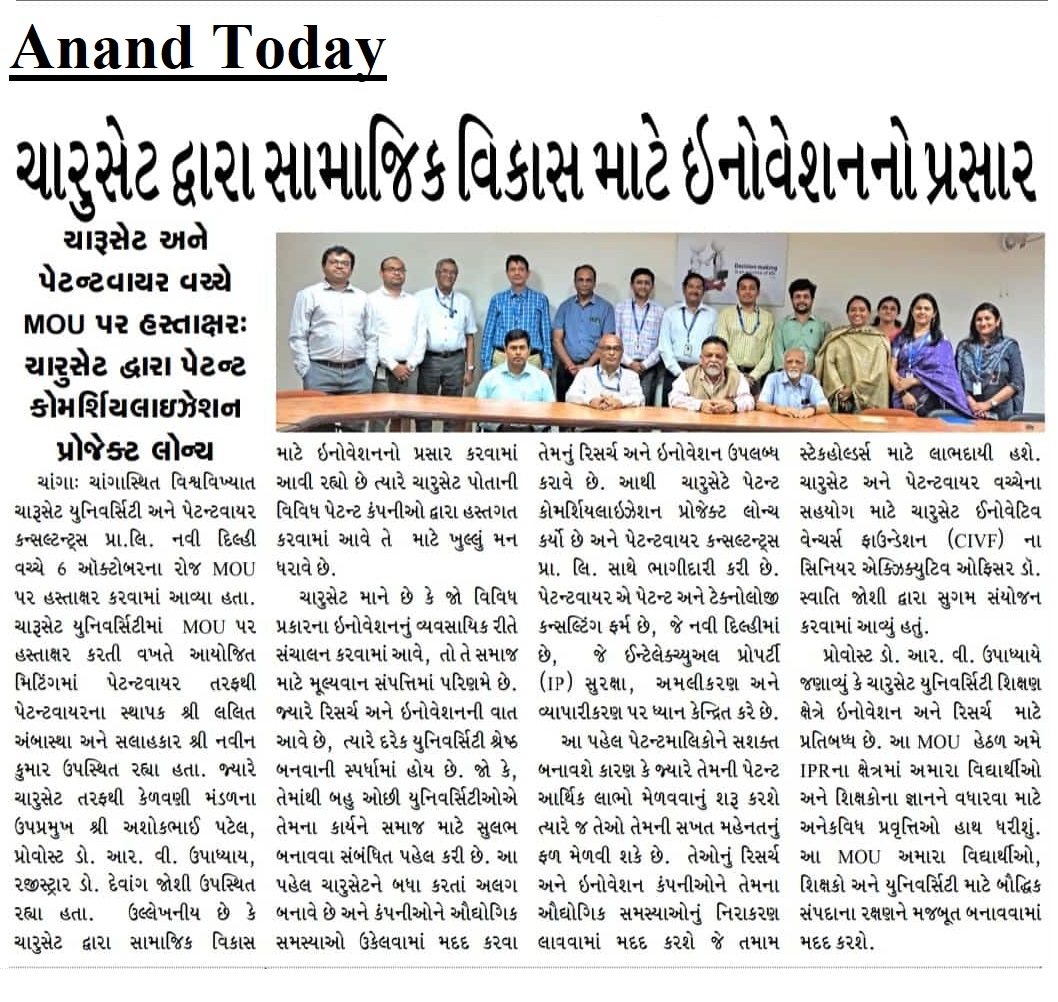 Anand Today
ચારુસેટ દ્વારા સામાજિક વિકાસ માટે ઇનોવેશનનો પ્રસાર
ચારૂસેટ અને
પેટન્ટવાયર વચ્ચે
MOU પર હસ્તાક્ષરઃ
ચારુસેટ દ્વારા પેટન્ટ
કોમર્શિયલાઇઝેશન
પ્રોજેક્ટ લોન્ચ
Decision making
ચાંગાઃ ચાંગાસ્થિત વિશ્વવિખ્યાત
ચારૂસેટ યુનિવર્સિટી અને પેટન્ટવાયર
કન્સલ્ટન્ટ્સ પ્રા.લિ. નવી દિલ્હી
વચ્ચે 6 ઑક્ટોબરના રોજ MOU
પર હસ્તાક્ષર કરવામાં આવ્યા હતા.
ચારૂસેટ યુનિવર્સિટીમાં MOU પર
હસ્તાક્ષર કરતી વખતે આયોજિત
મિટિંગમાં પેટન્ટવાયર તરફથી
પેટન્ટવાયરના સ્થાપક શ્રી લલિત
અંબાસ્થા અને સલાહકાર શ્રી નવીન
કુમાર ઉપસ્થિત રહ્યા હતા. જ્યારે
ચારુસેટ તરફથી કેળવણી મંડળના
ઉપપ્રમુખ શ્રી અશોકભાઈ પટેલ,
પ્રોવોસ્ટ ડો. આર. વી. ઉપાધ્યાય,
રજીસ્ટ્રાર ડો. દેવાંગ જોશી ઉપસ્થિત
રહ્યા હતા. ઉલ્લેખનીય છે કે
ચારુસેટ દ્વારા સામાજિક વિકાસ
માટે ઇનોવેશનનો પ્રસાર કરવામાં
આવી રહ્યો છે ત્યારે ચારુસેટ પોતાની
વિવિધ પેટન્ટ કંપનીઓ દ્વારા હસ્તગત
કરવામાં આવે તે માટે ખુલ્લું મન
ધરાવે છે.
ચારુસેટ માને છે કે જો વિવિધ
પ્રકારના ઇનોવેશનનું વ્યવસાયિક રીતે
સંચાલન કરવામાં આવે, તો તે સમાજ
માટે મૂલ્યવાન સંપત્તિમાં પરિણમે છે.
જ્યારે રિસર્ચ અને ઇનોવેશનની વાત
આવે છે, ત્યારે દરેક યુનિવર્સિટી શ્રેષ્ઠ
બનવાની સ્પર્ધામાં હોય છે. જો કે,
તેમાંથી બહુ ઓછી યુનિવર્સિટીઓએ
તેમના કાર્યને સમાજ માટે સુલભ
બનાવવા સંબંધિત પહેલ કરી છે. આ
પહેલ ચારુસેટને બધા કરતાં અલગ
બનાવે છે અને કંપનીઓને ઔદ્યોગિક
સમસ્યાઓ ઉકેલવામાં મદદ કરવા
તેમનું રિસર્ચ અને ઇનોવેશન ઉપલબ્ધ
કરાવે છે. આથી ચારુસેટે પેટન્ટ
કોમર્શિયલાઇઝેશન પ્રોજેક્ટ લોન્ચ
કર્યો છે અને પેટન્ટવાયર કન્સલ્ટન્ટ્સ
પ્રા. લિ. સાથે ભાગીદારી કરી છે.
પેટન્ટવાયર એ પેટન્ટ અને ટેક્નોલોજી
કન્સલ્ટિંગ ફર્મ છે, જે નવી દિલ્હીમાં
છે, જે ઈન્ટેલેક્ચ્યુઅલ પ્રોપર્ટી
(IP) સુરક્ષા, અમલીકરણ અને
વ્યાપારીકરણ પર ધ્યાન કેન્દ્રિત કરે છે.
આ પહેલ પેટન્ટમાલિકોને સશક્ત
બનાવશે કારણ કે જ્યારે તેમની પેટન્ટ
આર્થિક લાભો મેળવવાનું શરૂ કરશે
ત્યારે જ તેઓ તેમની સખત મહેનતનું
ફળ મેળવી શકે છે. તેઓનું રિસર્ચ
અને ઇનોવેશન કંપનીઓને તેમના
ઔદ્યોગિક સમસ્યાઓનું નિરાકરણ
લાવવામાં મદદ કરશે જે તમામ
સ્ટેકહોલ્ડર્સ માટે લાભદાયી હશે.
ચારુસેટ અને પેટન્ટવાયર વચ્ચેના
સહયોગ માટે ચારુસેટ ઈનોવેટિવ
વેન્ચર્સ ફાઉન્ડેશન (CIVF) ના
સિનિયર એક્ઝિક્યુટિવ ઓફિસર ડૉ.
સ્વાતિ જોશી દ્વારા સુગમ સંયોજન
કરવામાં આવ્યું હતું.
પ્રોવોસ્ટ ડો. આર. વી. ઉપાધ્યાયે
જણાવ્યું કે ચારુસેટ યુનિવર્સિટી શિક્ષણ
ક્ષેત્રે ઇનોવેશન અને રિસર્ચ માટે
પ્રતિબધ્ધ છે. આ MOU હેઠળ અમે
IPRના ક્ષેત્રમાં અમારા વિદ્યાર્થીઓ
અને શિક્ષકોના જ્ઞાનને વધારવા માટે
અનેકવિધ પ્રવૃત્તિઓ હાથ ધરીશું.
આ MOU અમારા વિદ્યાર્થીઓ,
શિક્ષકો અને યુનિવર્સિટી માટે બૌદ્ધિક
સંપદાના રક્ષણને મજબૂત બનાવવામાં
મદદ કરશે.